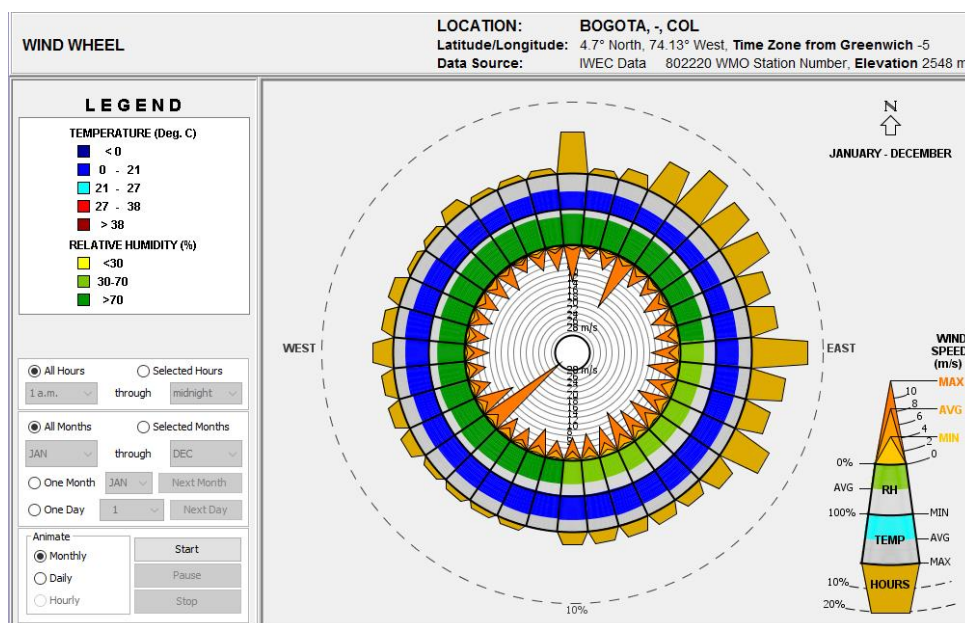 WIND WHEEL
LOCATION: BOGOTA, -, COL
Latitude/Longitude: 4.7° North, 74.13° West, Time Zone from Greenwich -5
Data Source: IWEC Data 802220 WMO Station Number, Elevation 2548 m
LEGEND
TEMPERATURE (Deg. C)
< 0
0 - 21
21 - 27
27 - 38
> 38
RELATIVE HUMIDITY (%)
<30
30-70
>70
All Hours Selected Hours
1 a.m. through midnight
All Months Selected Months
JAN through DEC
One Month JAN Next Month
One Day 1 Next Day
Animate
Monthly Start
Daily Pause
Hourly Stop
N
JANUARY - DECEMBER
WEST
EAST
28 m/s
28 m/s
10%
WIND
SPEED
(m/s)
MAX
10
8
AVG
6
4
MIN
2
0
0%
RH
AVG
100%
MIN
TEMP
AVG
MAX
HOURS
10%
20%